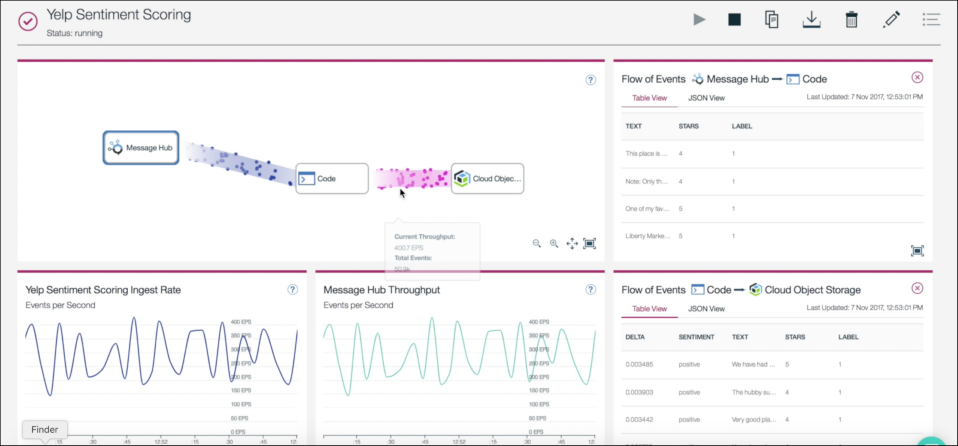 Yelp Sentiment Scoring
Status: running
Message Hub
Code
Cloud Objec...
Current Throughput:
400.7 EPS
Total Events:
50.9k
Flow of Events Message Hub Code
Table View JSON View Last Updated: 7 Nov 2017, 12:53:01 PM
TEXT STARS LABEL
This place is ... 4 1
Note: Only th... 4 1
One of my fav... 5 1
Liberty Marke... 5 1
Yelp Sentiment Scoring Ingest Rate
Events per Second
400 EPS
350 EPS
300 EPS
250 EPS
200 EPS
150 EPS
100 EPS
50 EPS
0 EPS
:15 :30 :45 12:52 :15 :30 :45 12:
Finder
Message Hub Throughput
Events per Second
400 EPS
350 EPS
300 EPS
250 EPS
200 EPS
150 EPS
100 EPS
50 EPS
0 EPS
:15 :30 :45 12:52 :15 :30 :45 12:
Flow of Events Code Cloud Object Storage
Table View JSON View Last Updated: 7 Nov 2017, 12:53:01 PM
DELTA SENTIMENT TEXT STARS LABEL
0.003485 positive We have had ... 5 1
0.003903 positive The hubby su... 4 1
0.003442 positive Very good pla... 4 1